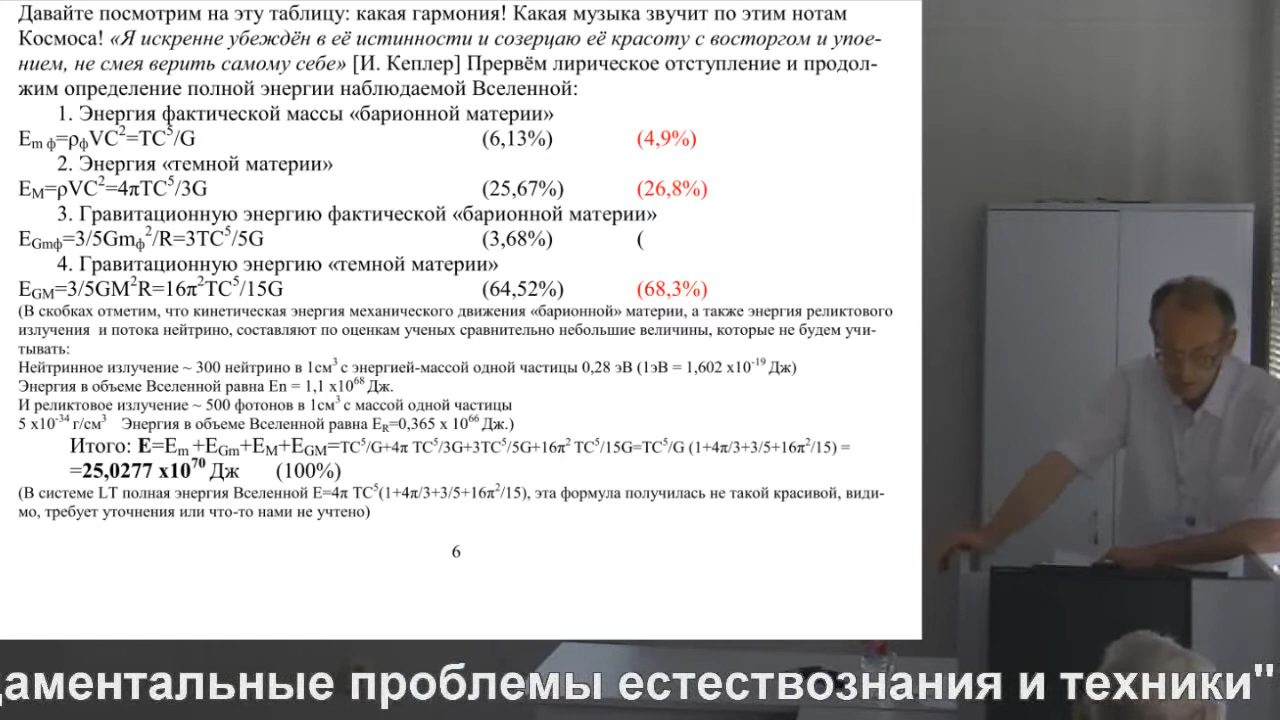 Давайте посмотрим на эту таблицу: какая гармония! Какая музыка звучит по этим нотам
Космоса! «Я искренне убеждён в её истинности и созерцаю её красоту с восторгом и упое-
нием, не смея верить самому себе» [И. Кеплер] Прервём лирическое отступление и продол-
жим определение полной энергии наблюдаемой Вселенной:
1. Энергия фактической массы «барионной материи»
Eₘ ф=ρфVC²=TC⁵/G (6,13%) (4,9%)
2. Энергия «темной материи»
Eᴍ=ρVC²=4πTC⁵/3G (25,67%) (26,8%)
3. Гравитационную энергию фактической «барионной материи»
EGmф=3/5Gmф²/R=3TC⁵/5G (3,68%) (
4. Гравитационную энергию «темной материи»
EGM=3/5GM²R=16π²TC⁵/15G (64,52%) (68,3%)
(В скобках отметим, что кинетическая энергия механического движения «барионной» материи, а также энергия реликтового
излучения и потока нейтрино, составляют по оценкам ученых сравнительно небольшие величины, которые не будем учи-
тывать:
Нейтринное излучение ~ 300 нейтрино в 1см³ с энергией-массой одной частицы 0,28 эВ (1эВ = 1,602 x10⁻¹⁹ Дж)
Энергия в объеме Вселенной равна En = 1,1 x10⁶⁸ Дж.
И реликтовое излучение ~ 500 фотонов в 1см³ с массой одной частицы
5 x10⁻³⁴ г/см³ Энергия в объеме Вселенной равна ER=0,365 x 10⁶⁶ Дж.)
Итого: E=Em +EGm+EM+EGM=TC⁵/G+4π TC⁵/3G+3TC⁵/5G+16π² TC⁵/15G=TC⁵/G (1+4π/3+3/5+16π²/15) =
=25,0277 x10⁷⁰ Дж (100%)
(В системе LT полная энергия Вселенной E=4π TC⁵(1+4π/3+3/5+16π²/15), эта формула получилась не такой красивой, види-
мо, требует уточнения или что-то нами не учтено)
6
даментальные проблемы естествознания и техники"